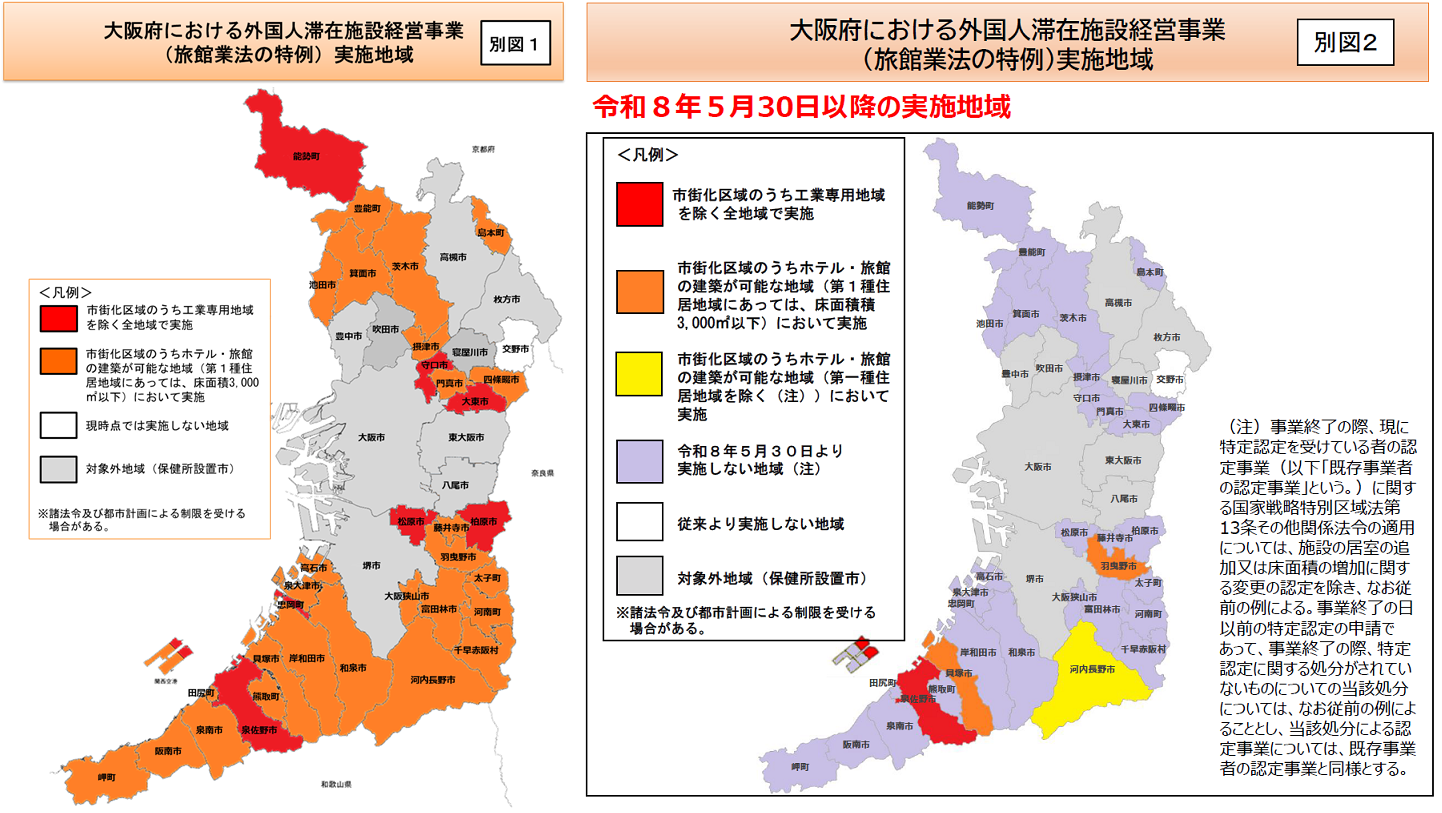 大阪府における外国人滞在施設経営事業
（旅館業法の特例）実施地域
別図１
京都府
能勢町
豊能町
島本町
高槻市
茨木市
箕面市
池田市
枚方市
吹田市
豊中市
摂津市
寝屋川市
交野市
守口市
門真市
四條畷市
大東市
大阪市
東大阪市
奈良県
八尾市
松原市
藤井寺市
柏原市
羽曳野市
堺市
高石市
泉大津市
忠岡町
太子町
大阪狭山市
富田林市
河南町
千早赤阪村
貝塚市
岸和田市
和泉市
河内長野市
関西空港
田尻町
熊取町
泉佐野市
泉南市
阪南市
岬町
和歌山県
＜凡例＞
市街化区域のうち工業専用地域
を除く全地域で実施
市街化区域のうちホテル・旅館
の建築が可能な地域（第１種住
居地域にあっては、床面積3,000
㎡以下）において実施
現時点では実施しない地域
対象外地域（保健所設置市）
※諸法令及び都市計画による制限を受ける
場合がある。
大阪府における外国人滞在施設経営事業
（旅館業法の特例）実施地域
別図２
令和８年５月30日以降の実施地域
＜凡例＞
市街化区域のうち工業専用地域
を除く全地域で実施
市街化区域のうちホテル・旅館
の建築が可能な地域（第１種住
居地域にあっては、床面積積
3,000㎡以下）において実施
市街化区域のうちホテル・旅館
の建築が可能な地域（第一種住
居地域を除く（注））において
実施
令和８年５月３０日より
実施しない地域（注）
従来より実施しない地域
対象外地域（保健所設置市）
※諸法令及び都市計画による制限を受ける
場合がある。
能勢町
豊能町
島本町
高槻市
箕面市
茨木市
池田市
枚方市
吹田市
豊中市
摂津市
寝屋川市
交野市
守口市
門真市
四條畷市
大東市
大阪市
東大阪市
八尾市
松原市
藤井寺市
柏原市
羽曳野市
高石市
堺市
太子町
泉大津市
忠岡町
大阪狭山市
富田林市
河南町
千早赤阪村
岸和田市
和泉市
貝塚市
河内長野市
田尻町
熊取町
泉佐野市
泉南市
阪南市
岬町
（注）事業終了の際、現に
特定認定を受けている者の認
定事業（以下「既存事業者
の認定事業」という。）に関す
る国家戦略特別区域法第
13条その他関係法令の適用
については、施設の居室の追
加又は床面積の増加に関す
る変更の認定を除き、なお従
前の例による。事業終了の日
以前の特定認定の申請で
あって、事業終了の際、特定
認定に関する処分がされてい
ないものについての当該処分
については、なお従前の例によ
ることとし、当該処分による認
定事業については、既存事業
者の認定事業と同様とする。